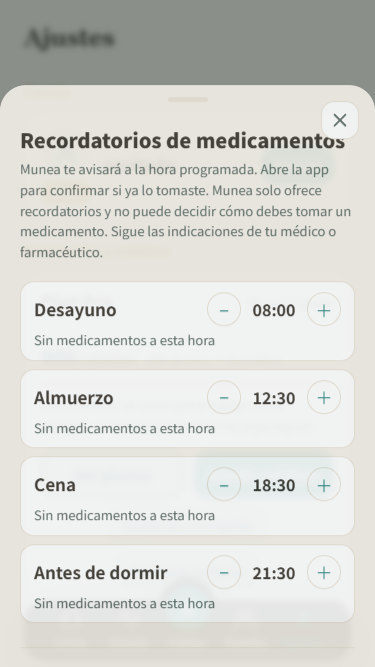 Ajustes
Recordatorios de medicamentos
Munea te avisará a la hora programada. Abre la app
para confirmar si ya lo tomaste. Munea solo ofrece
recordatorios y no puede decidir cómo debes tomar un
medicamento. Sigue las indicaciones de tu médico o
farmacéutico.
Desayuno − 08:00 +
Sin medicamentos a esta hora
Almuerzo − 12:30 +
Sin medicamentos a esta hora
Cena − 18:30 +
Sin medicamentos a esta hora
Antes de dormir − 21:30 +
Sin medicamentos a esta hora